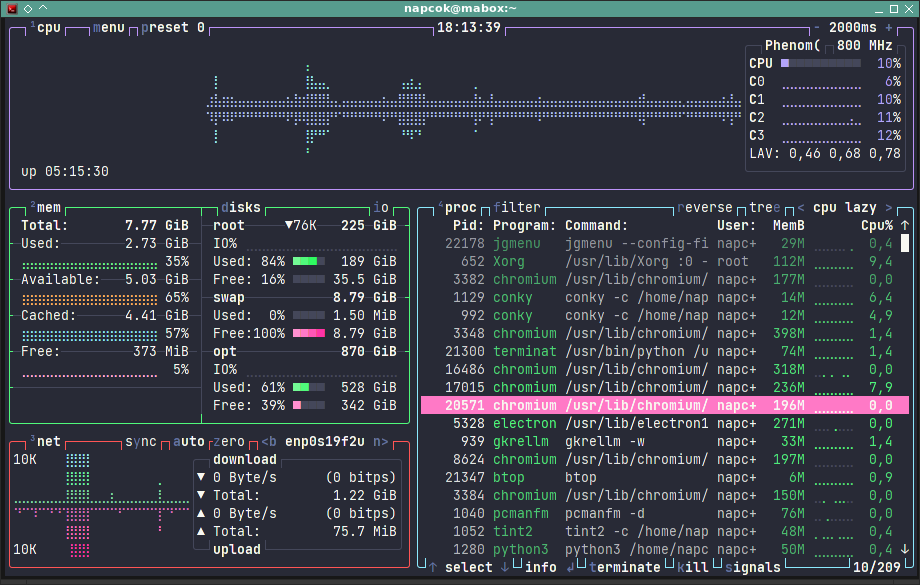 napcok@mabox:~
1cpu menu preset 0 18:13:39 - 2000ms +
Phenom( 800 MHz
CPU 10%
C0 6%
C1 10%
C2 11%
C3 12%
LAV: 0,46 0,68 0,78
up 05:15:30
2mem
Total: 7.77 GiB
Used: 2.73 GiB
35%
Available: 5.03 GiB
65%
Cached: 4.41 GiB
57%
Free: 373 MiB
5%
disks io
root ▼76K 225 GiB
IO%
Used: 84% 189 GiB
Free: 16% 35.5 GiB
swap 8.79 GiB
Used: 0% 1.50 MiB
Free:100% 8.79 GiB
opt 870 GiB
IO%
Used: 61% 528 GiB
Free: 39% 342 GiB
3net sync auto zero <b enp0s19f2u n>
10K
10K
download
▼ 0 Byte/s (0 bitps)
▼ Total: 1.22 GiB
▲ 0 Byte/s (0 bitps)
▲ Total: 75.7 MiB
upload
4proc filter reverse tree < cpu lazy >
Pid: Program: Command: User: MemB Cpu% ↑
22178 jgmenu jgmenu --config-fi napc+ 29M 0,4
652 Xorg /usr/lib/Xorg :0 - root 112M 9,4
3382 chromium /usr/lib/chromium/ napc+ 177M 0,4
1129 conky conky -c /home/nap napc+ 14M 6,4
992 conky conky -c /home/nap napc+ 12M 4,9
3348 chromium /usr/lib/chromium/ napc+ 398M 1,4
21300 terminat /usr/bin/python /u napc+ 74M 1,4
16486 chromium /usr/lib/chromium/ napc+ 318M 0,0
17015 chromium /usr/lib/chromium/ napc+ 236M 7,9
20571 chromium /usr/lib/chromium/ napc+ 196M 0,0
5328 electron /usr/lib/electron1 napc+ 271M 0,0
939 gkrellm gkrellm -w napc+ 33M 1,4
8624 chromium /usr/lib/chromium/ napc+ 197M 0,0
21347 btop btop napc+ 6M 0,9
3384 chromium /usr/lib/chromium/ napc+ 150M 0,0
1040 pcmanfm pcmanfm -d napc+ 76M 0,0
1052 tint2 tint2 -c /home/nap napc+ 48M 0,4
1280 python3 python3 /home/napc napc+ 50M 0,0 ↓
↑ select ↓ info ↲ terminate kill signals 10/209